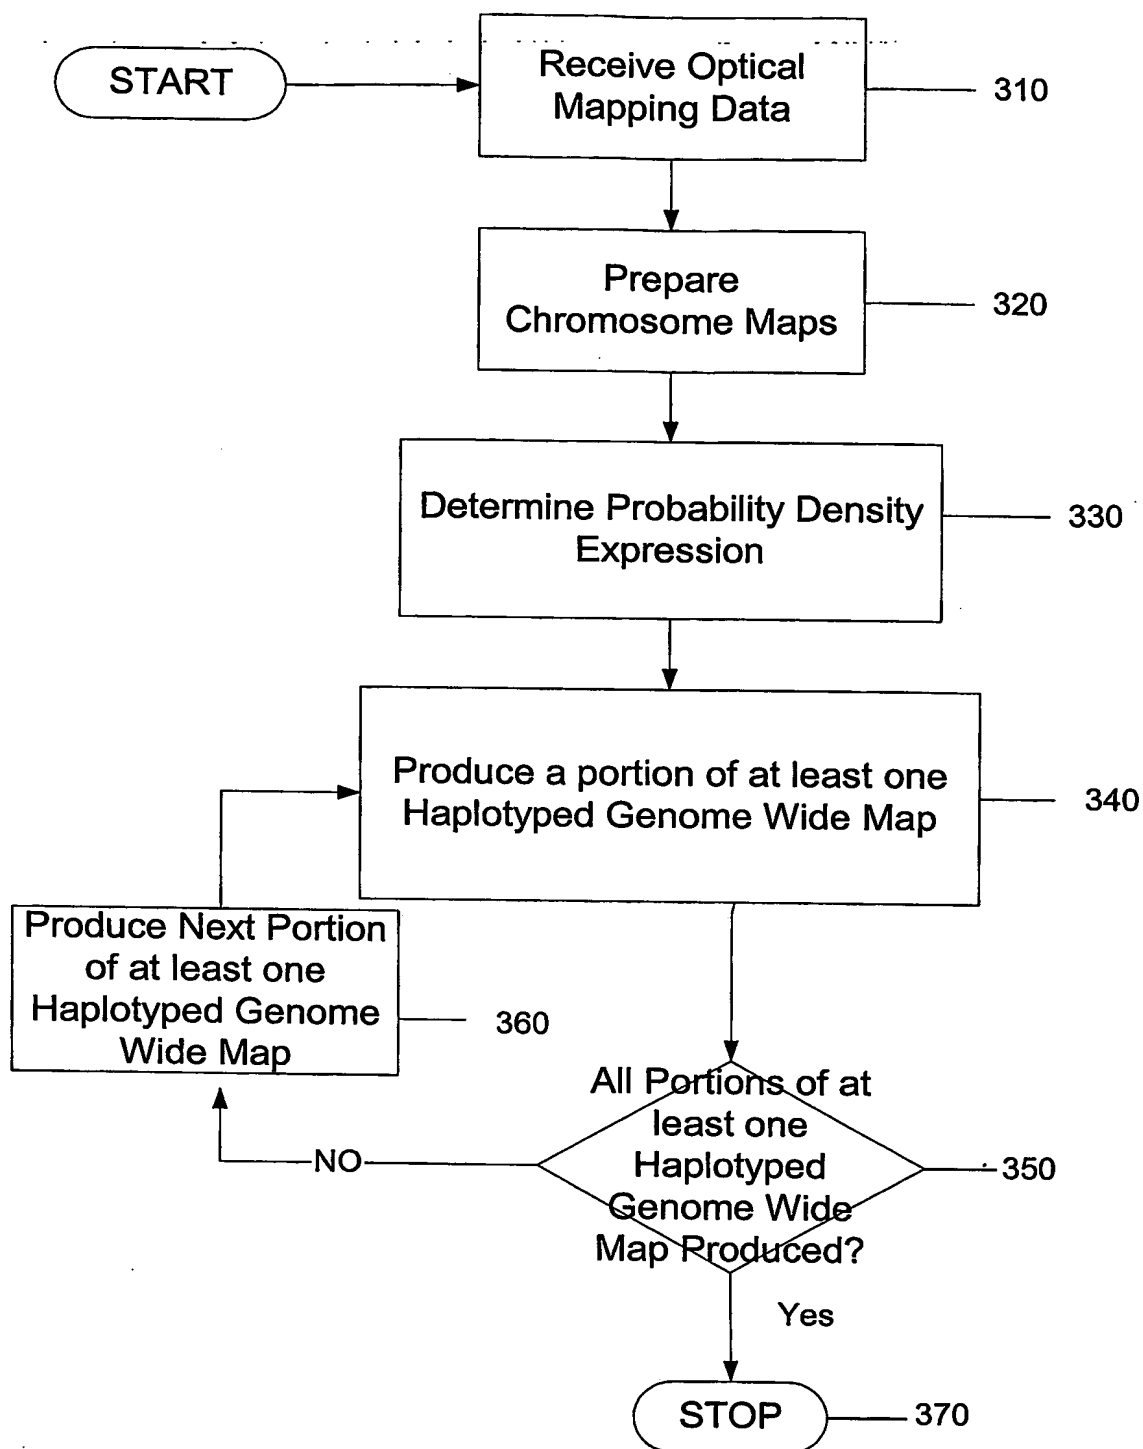 START
Receive Optical
Mapping Data
310
Prepare
Chromosome Maps
320
Determine Probability Density
Expression
330
Produce a portion of at least one
Haplotyped Genome Wide Map
340
Produce Next Portion
of at least one
Haplotyped Genome
Wide Map
360
All Portions of at
least one
Haplotyped
Genome Wide
Map Produced?
350
NO
Yes
STOP
370